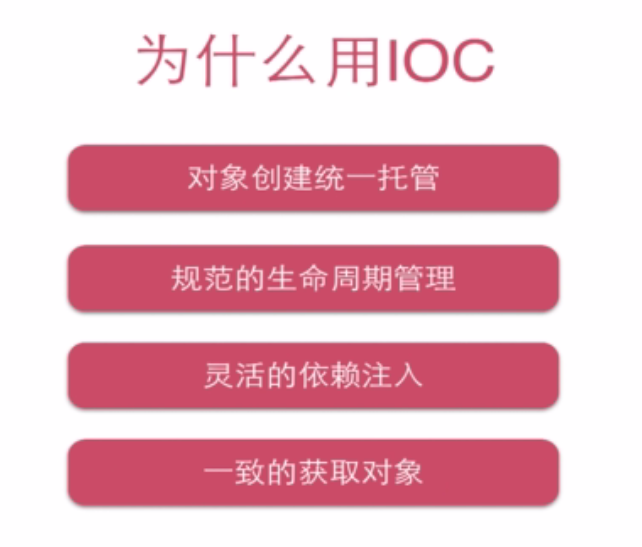 为什么用IOC
对象创建统一托管
规范的生命周期管理
灵活的依赖注入
一致的获取对象